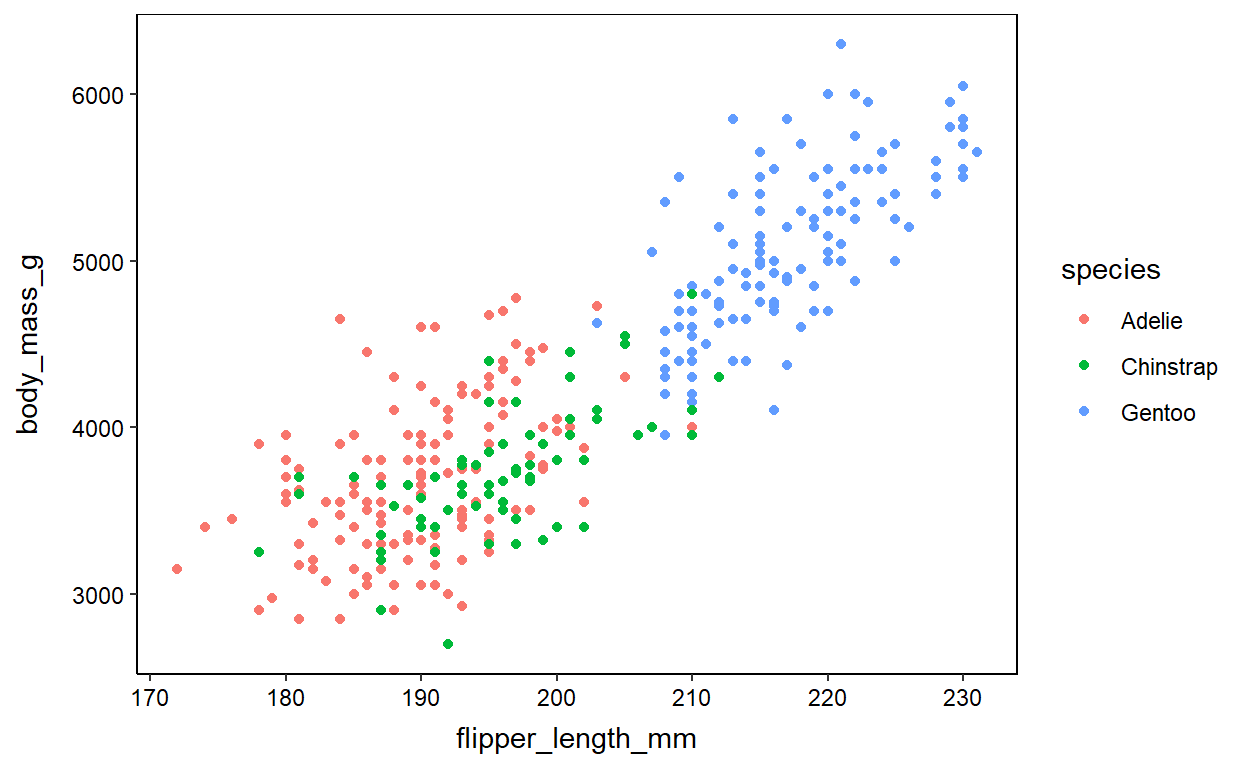 6000
5000
4000
3000
body_mass_g
170 180 190 200 210 220 230
flipper_length_mm
species
Adelie
Chinstrap
Gentoo